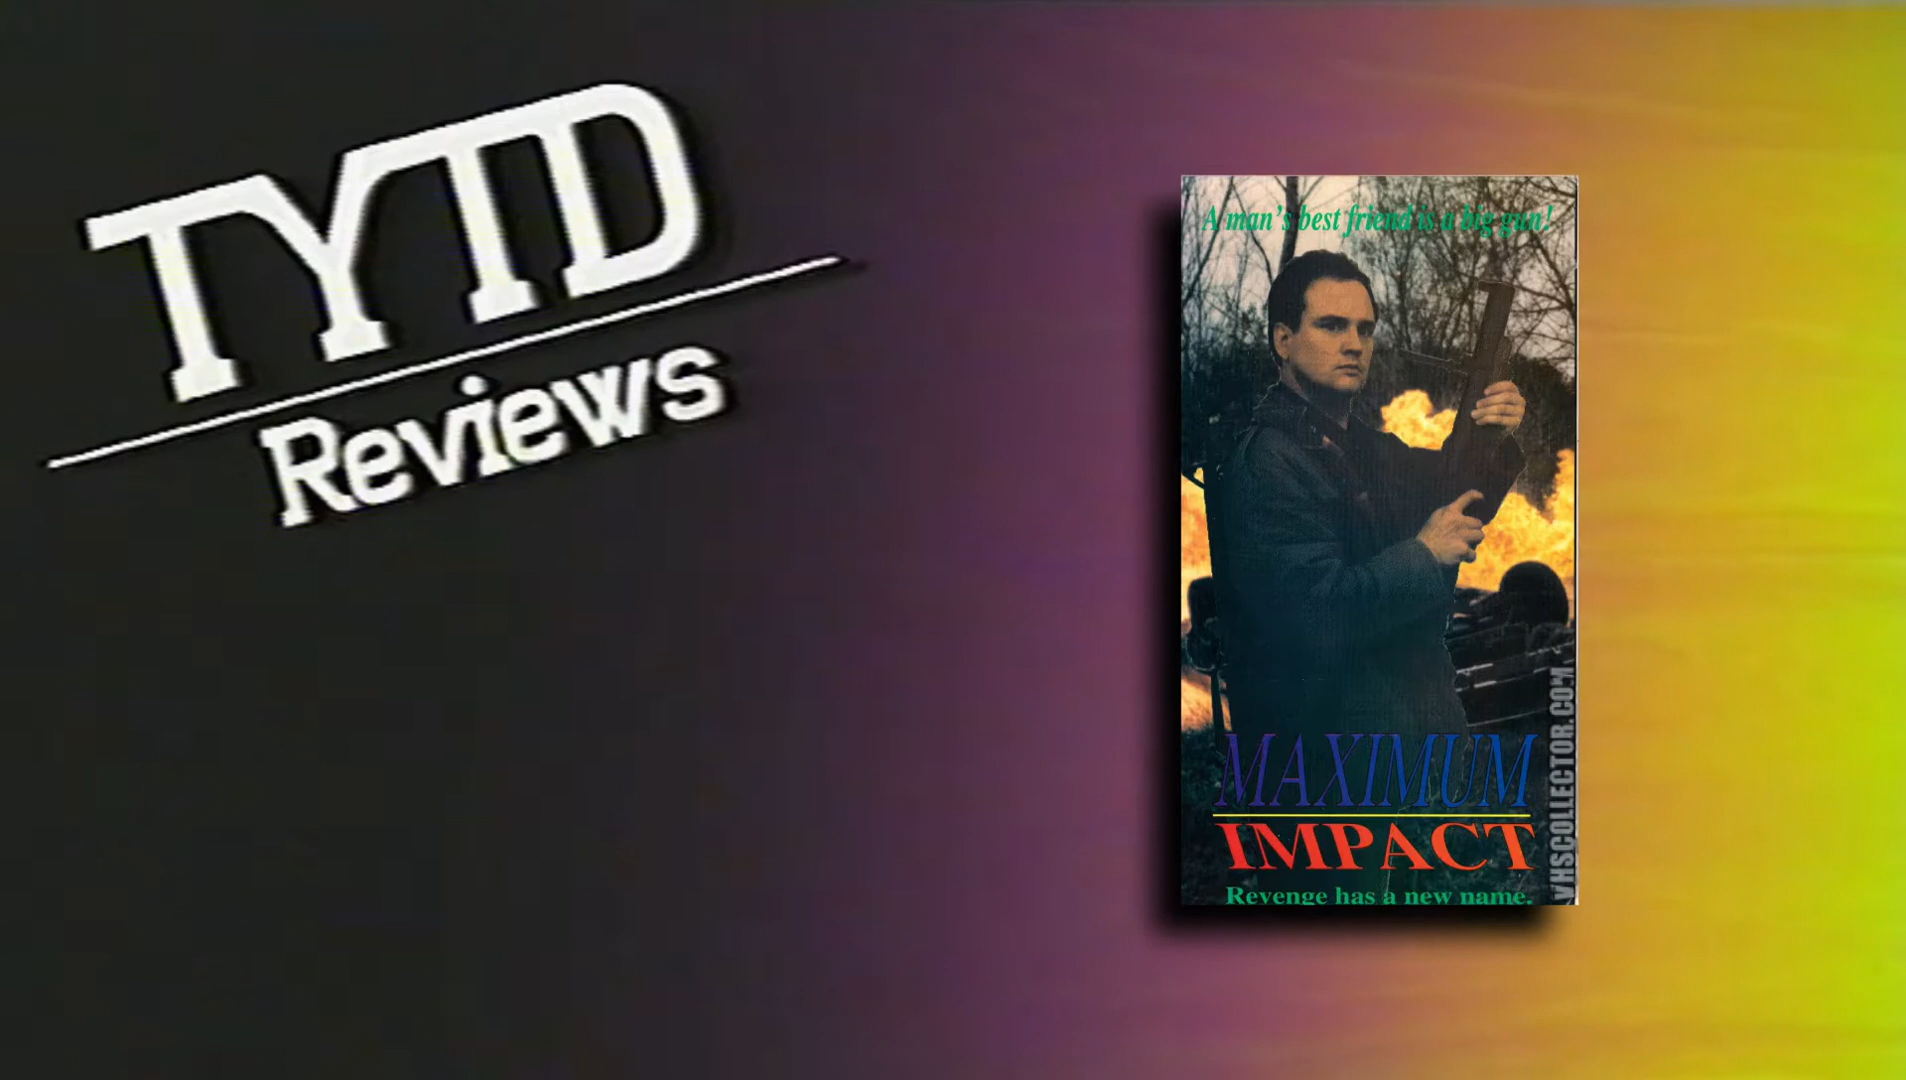 TYTD
Reviews
A man's best friend is a big gun!
MAXIMUM
IMPACT
Revenge has a new name.
VHSCOLLECTOR.COM